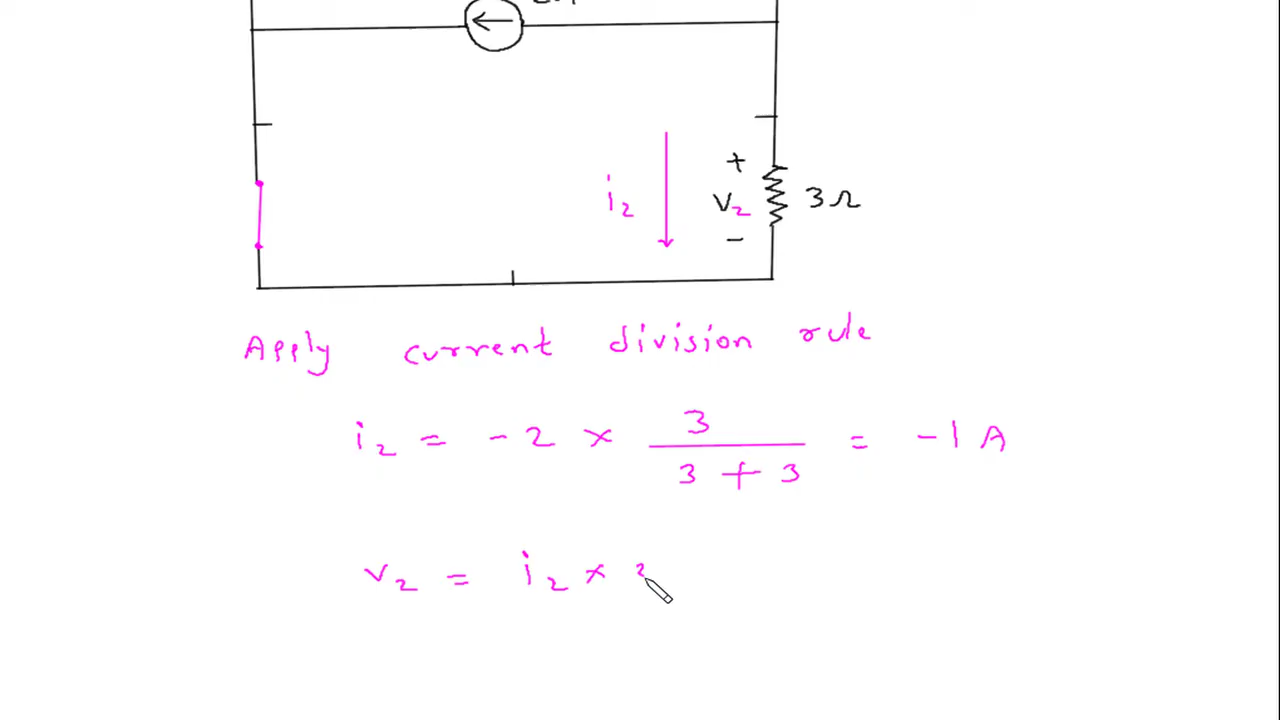 +
i₂ V₂ 3Ω
-
Apply current division rule
i₂ = -2 × 3 / (3 + 3) = -1 A
v₂ = i₂ ×